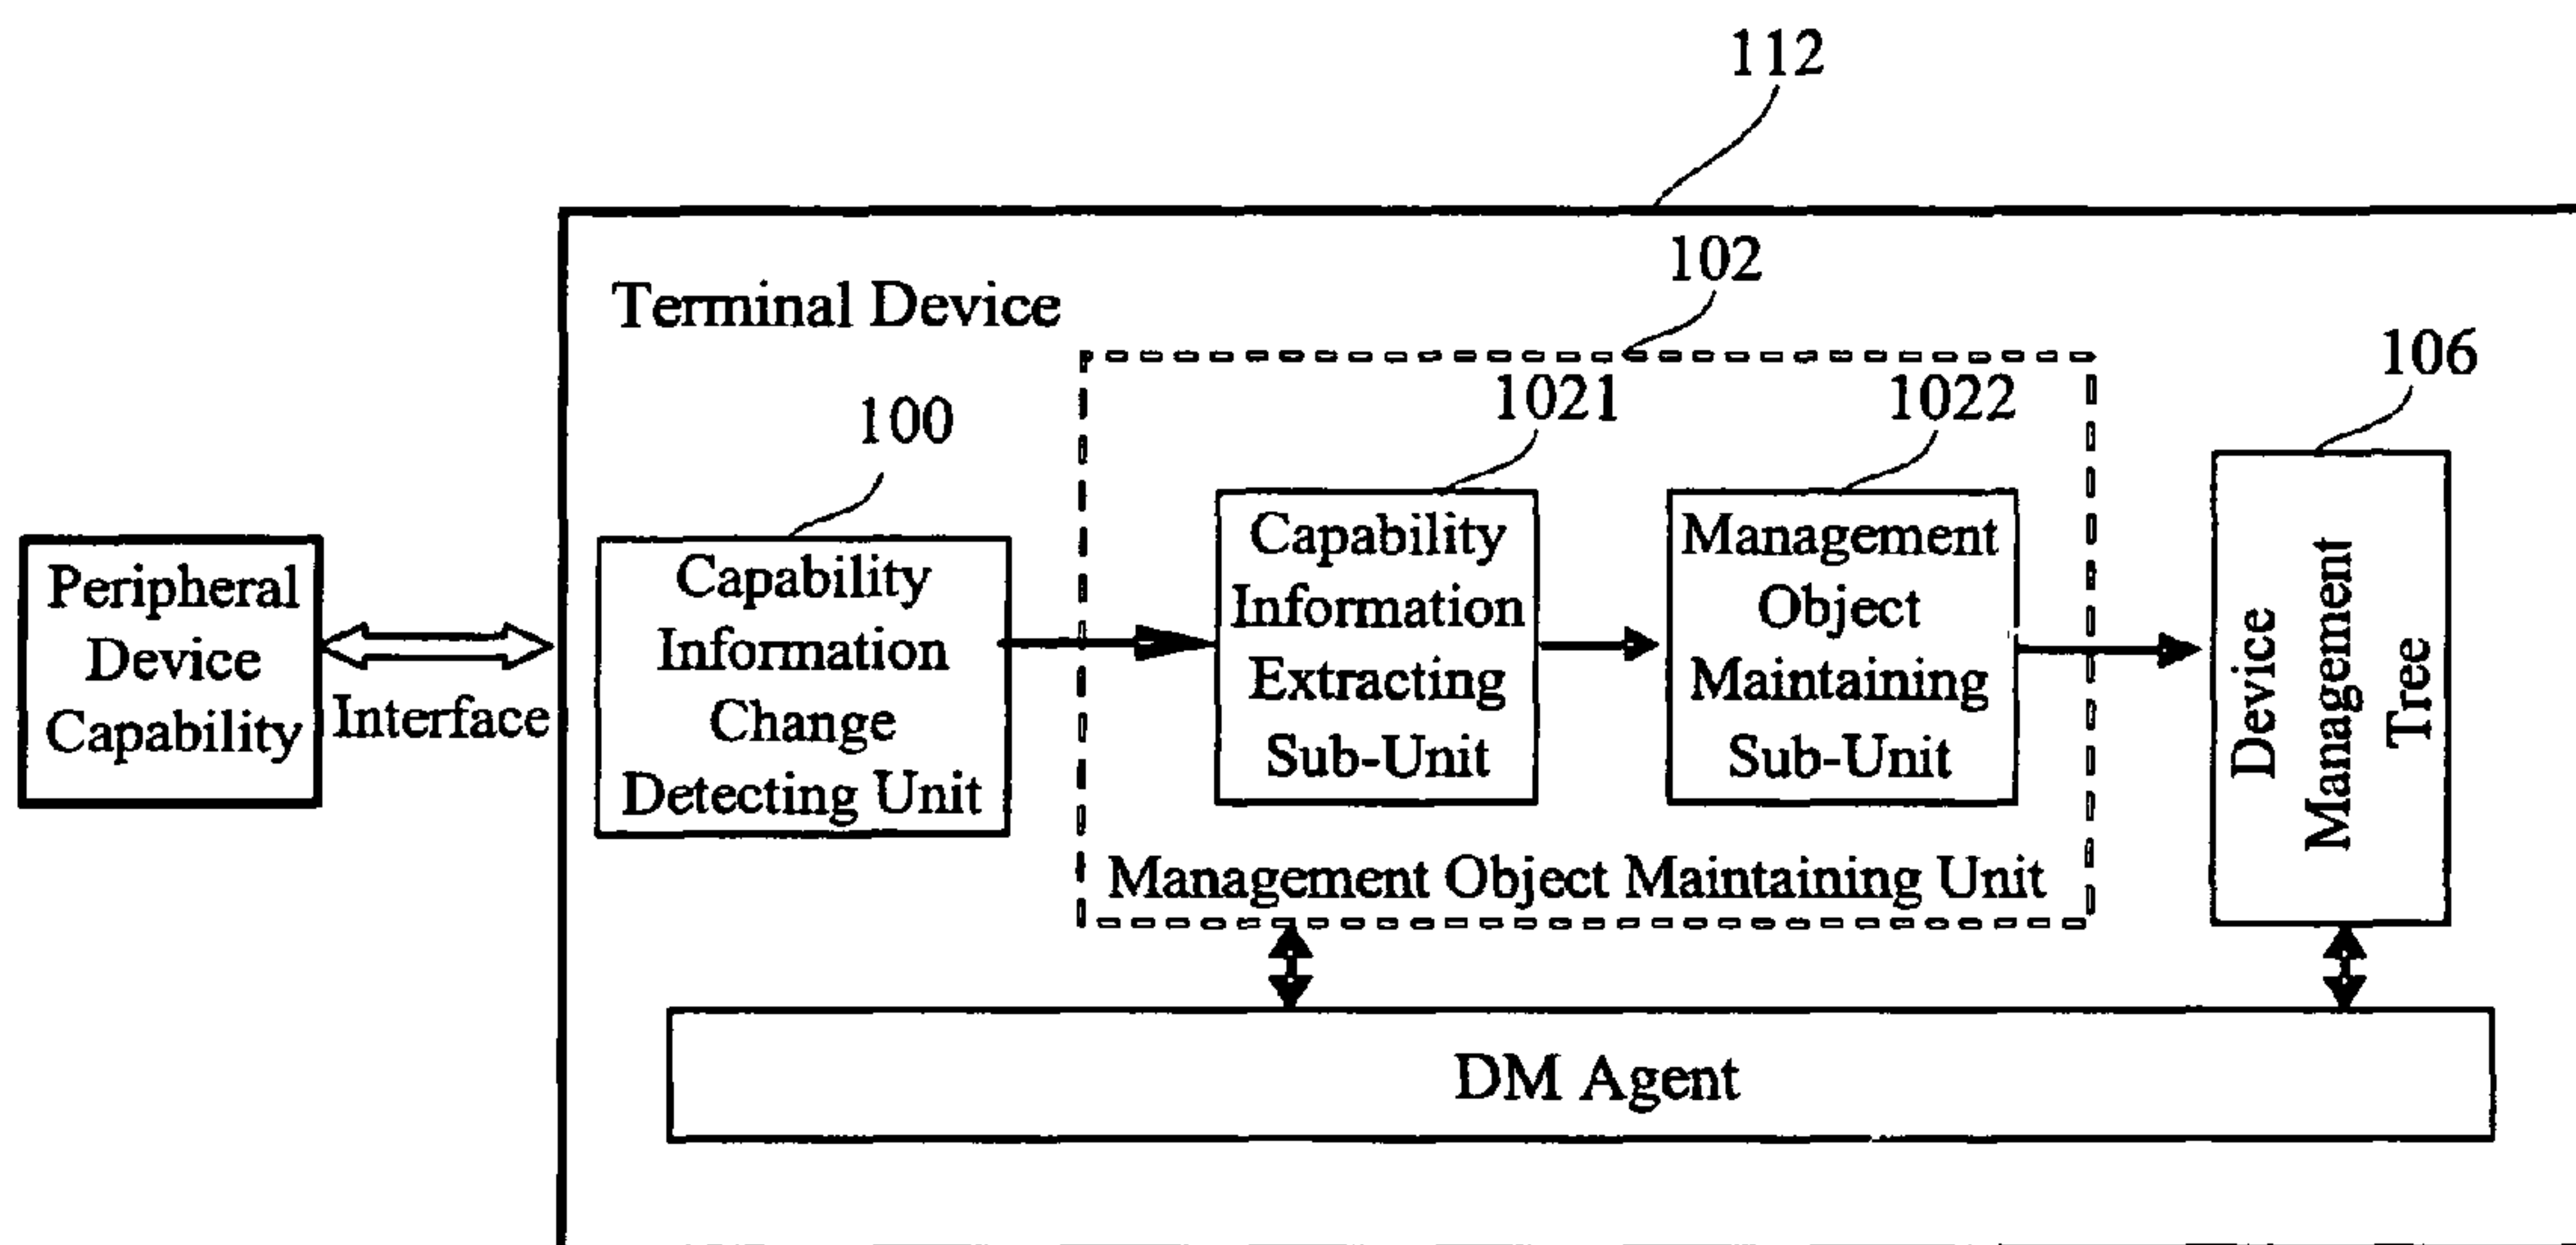 112
102
Terminal Device
106
1021
1022
100
Capability
Information
Change
Detecting Unit
Capability
Information
Extracting
Sub-Unit
Management
Object
Maintaining
Sub-Unit
Device
Management
Tree
Peripheral
Device
Capability
Interface
Management Object Maintaining Unit
DM Agent